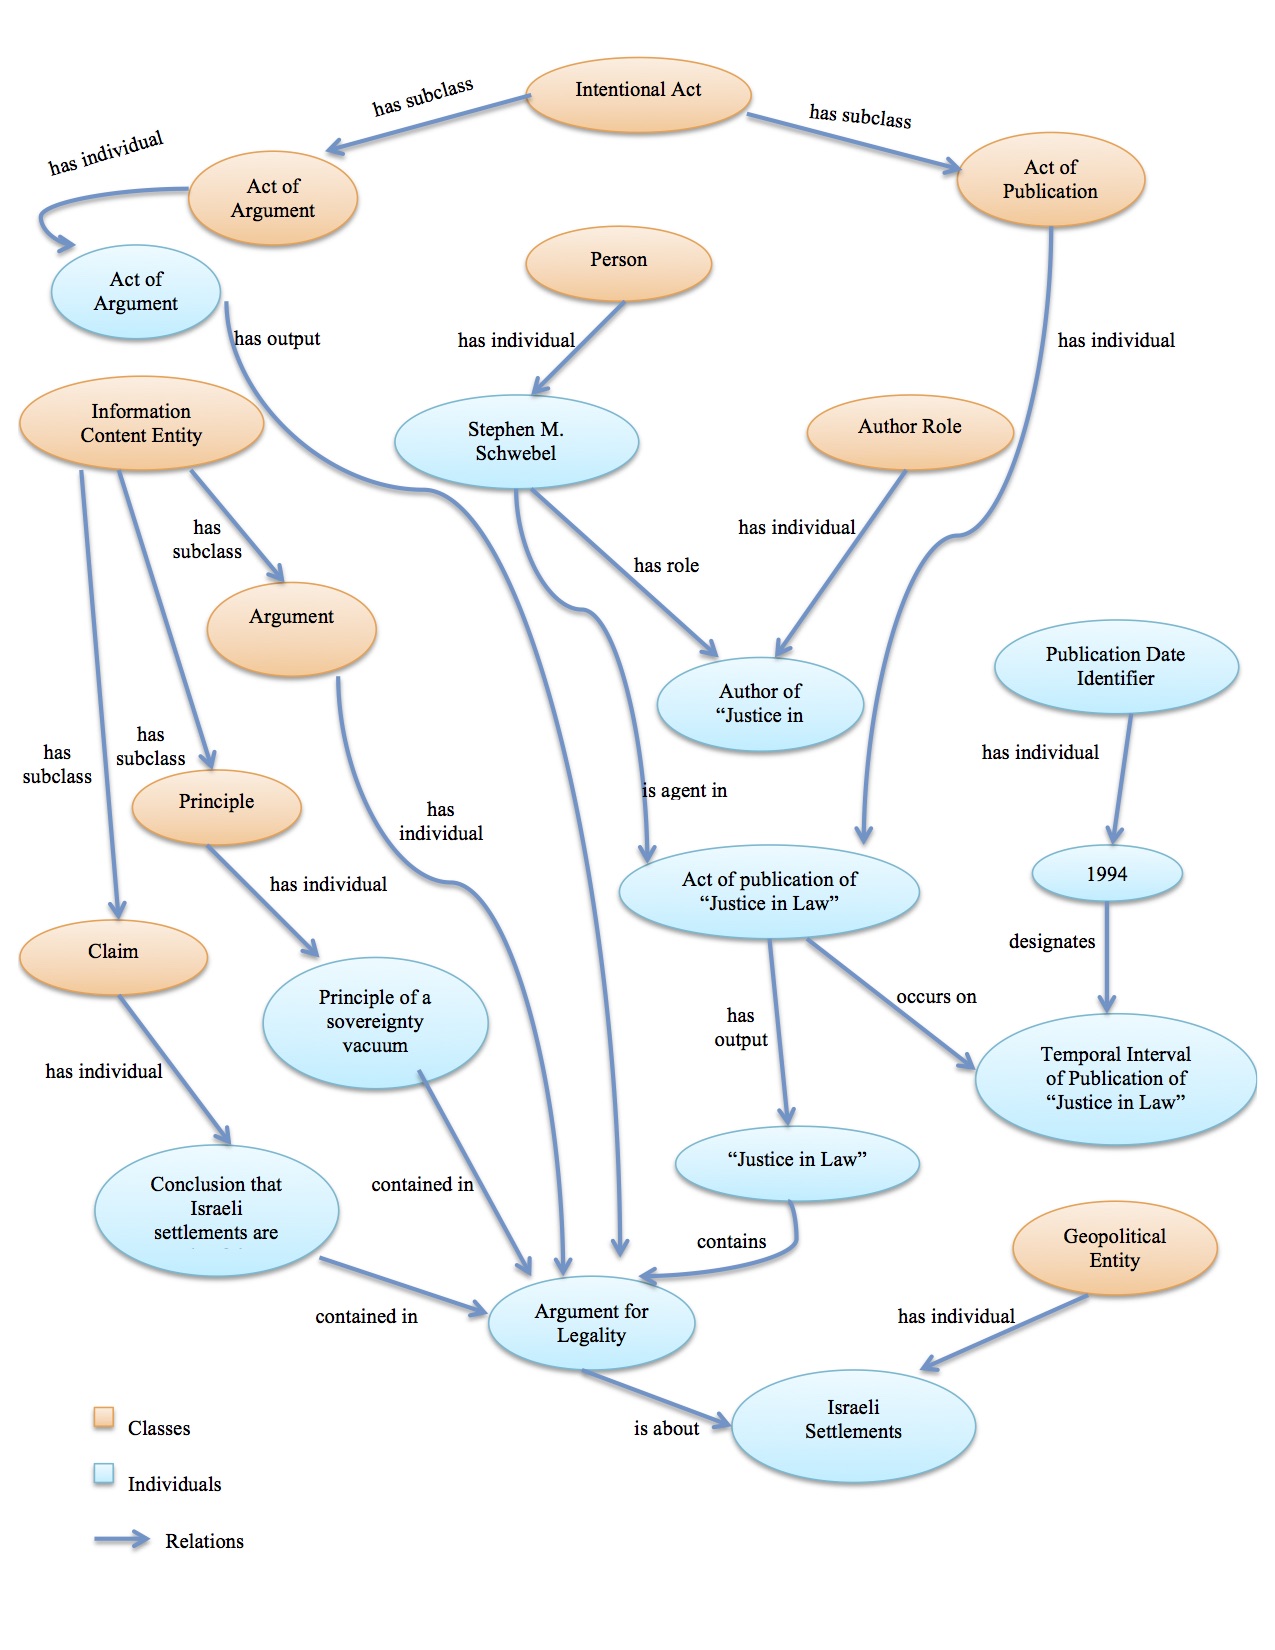 Intentional Act
has subclass
has subclass
has individual
Act of
Argument
Act of
Publication
Person
Act of
Argument
has output
has individual
has individual
Information
Content Entity
Stephen M.
Schwebel
Author Role
has
subclass
has individual
has role
Argument
Publication Date
Identifier
Author of
“Justice in
has
subclass
has
subclass
has individual
is agent in
Principle
has
individual
Act of publication of
“Justice in Law”
1994
has individual
Claim
designates
Principle of a
sovereignty
vacuum
has
output
occurs on
has individual
Temporal Interval
of Publication of
“Justice in Law”
“Justice in Law”
Conclusion that
Israeli
settlements are
contained in
contains
Geopolitical
Entity
contained in
Argument for
Legality
has individual
is about
Israeli
Settlements
Classes
Individuals
Relations